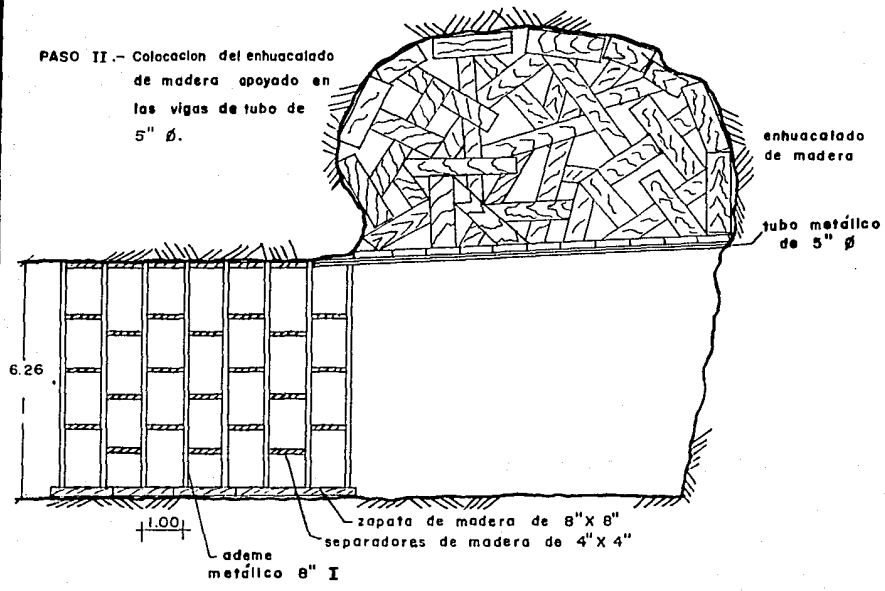 PASO II.- Colocacion del enhuacalado
de madera apoyado en
las vigas de tubo de
5" Ø.
enhuacalado
de madera
tubo metálico
de 5" Ø
6.26
1.00
zapata de madera de 8"X 8"
separadores de madera de 4"X 4"
ademe
metálico 8" I